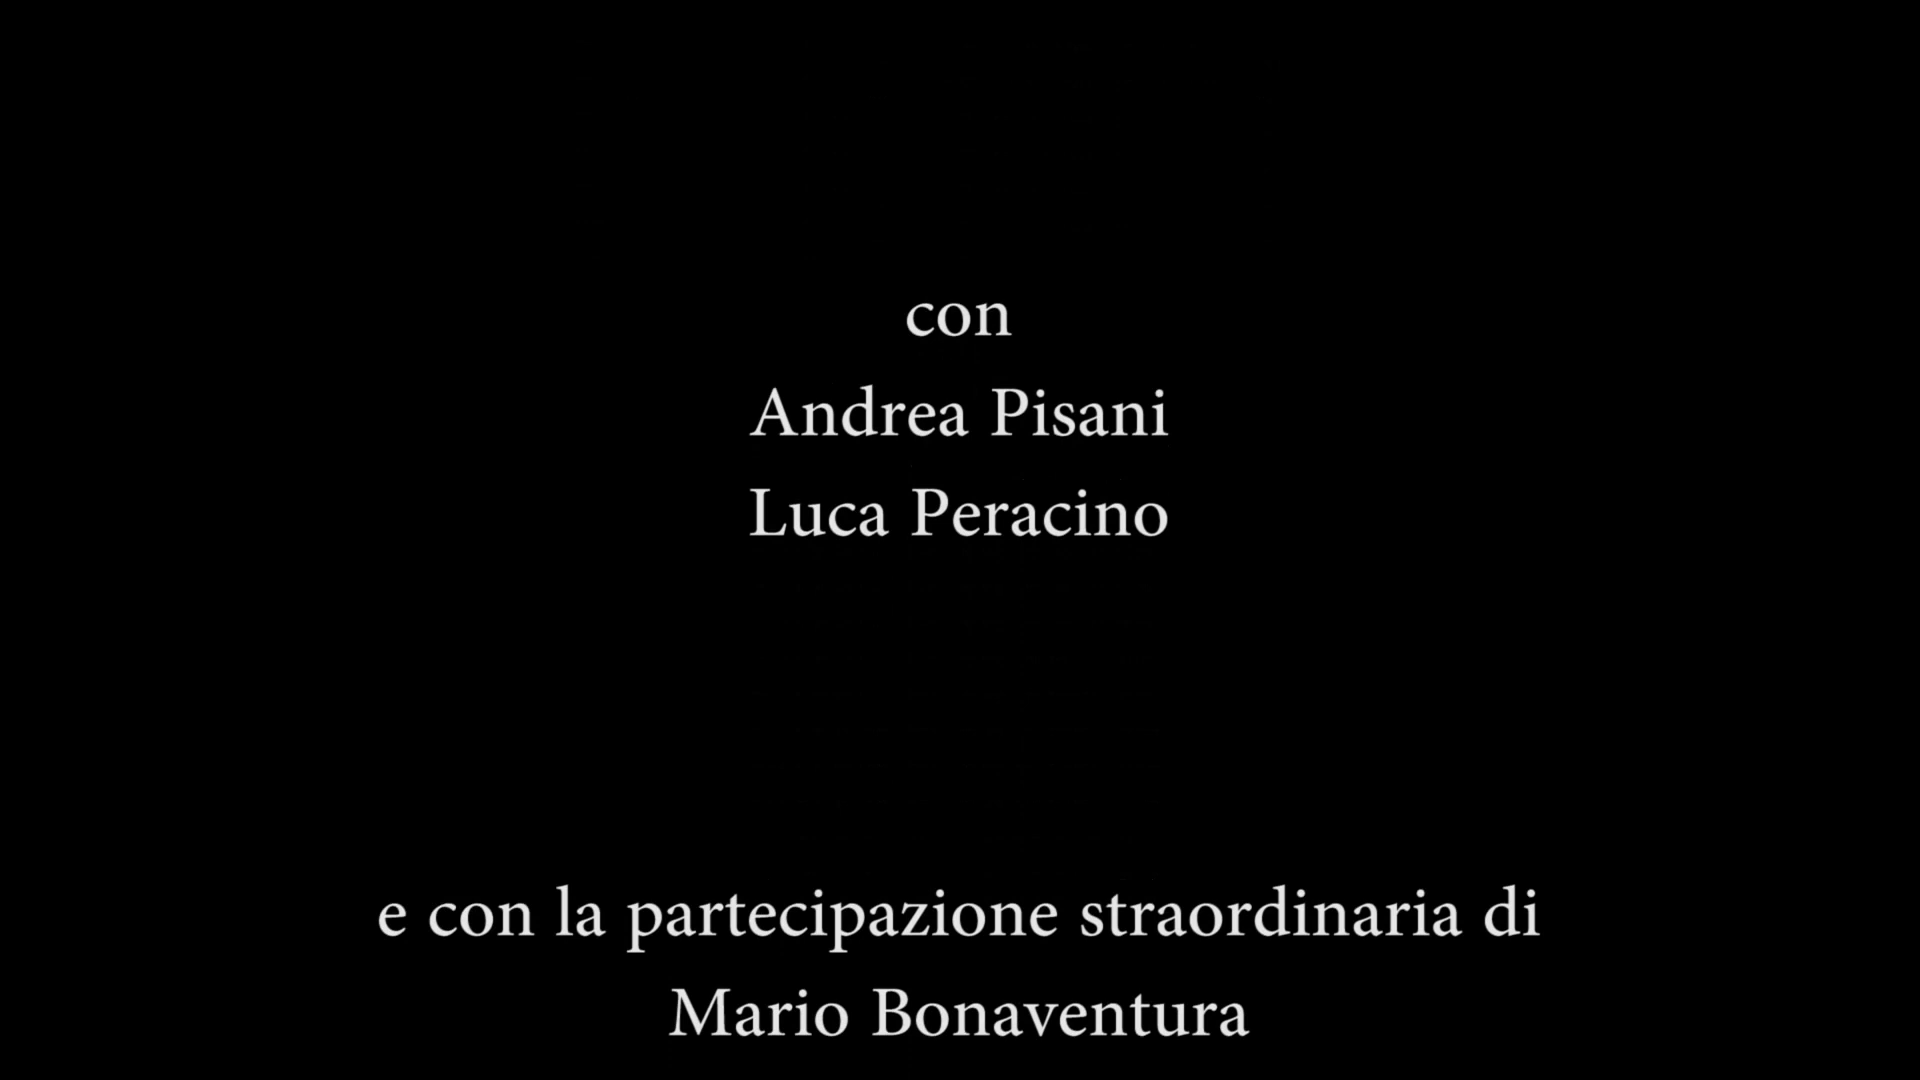 con
Andrea Pisani
Luca Peracino
e con la partecipazione straordinaria di
Mario Bonaventura